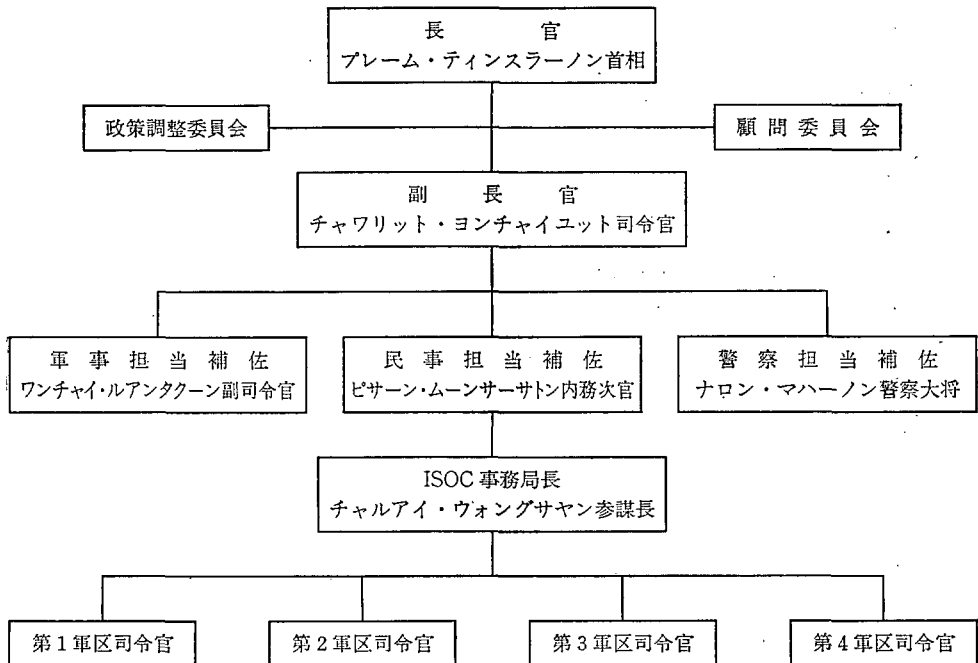 長官
プレーム・ティンスラーノン首相
政策調整委員会
顧問委員会
副長官
チャワリット・ヨンチャイユット司令官
軍事担当補佐
ワンチャイ・ルアンタクーン副司令官
民事担当補佐
ピサーン・ムーンサーサトン内務次官
警察担当補佐
ナロン・マハーノン警察大将
ISOC 事務局長
チャルアイ・ウォングサヤン参謀長
第1軍区司令官
第2軍区司令官
第3軍区司令官
第4軍区司令官